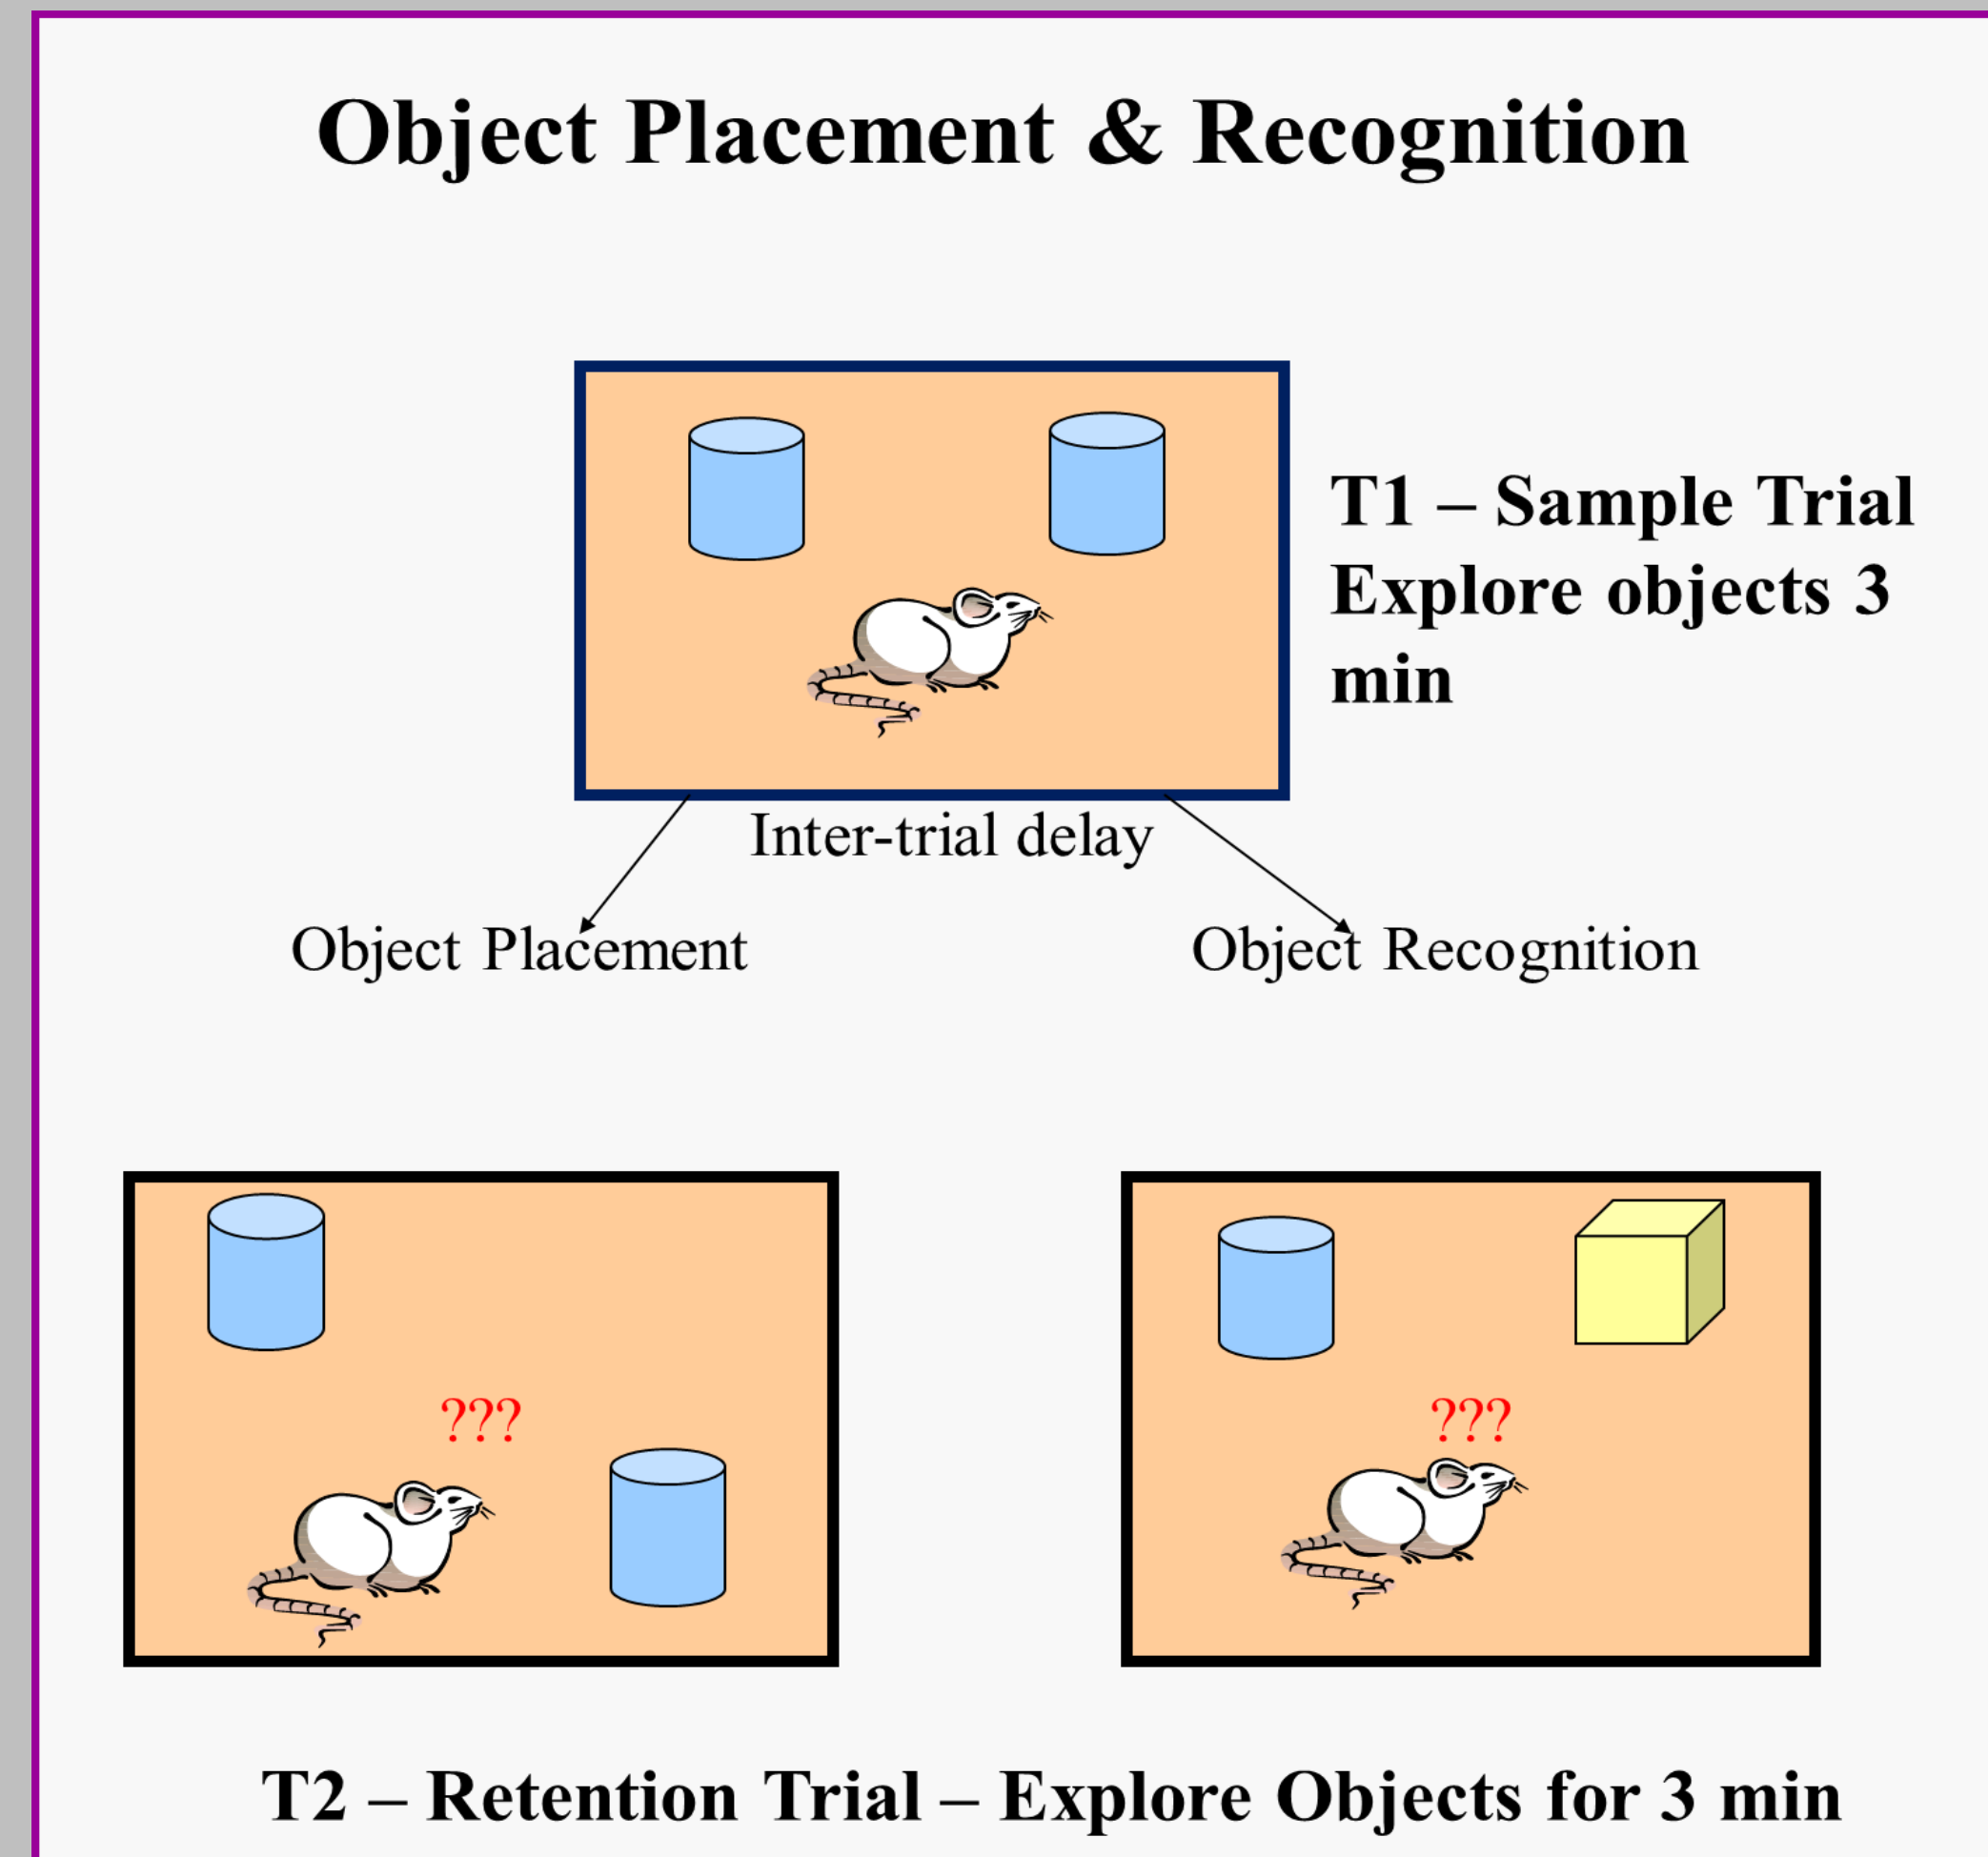 Object Placement & Recognition
T1 – Sample Trial
Explore objects 3
min
Inter-trial delay
Object Placement
Object Recognition
???
???
T2 – Retention Trial – Explore Objects for 3 min